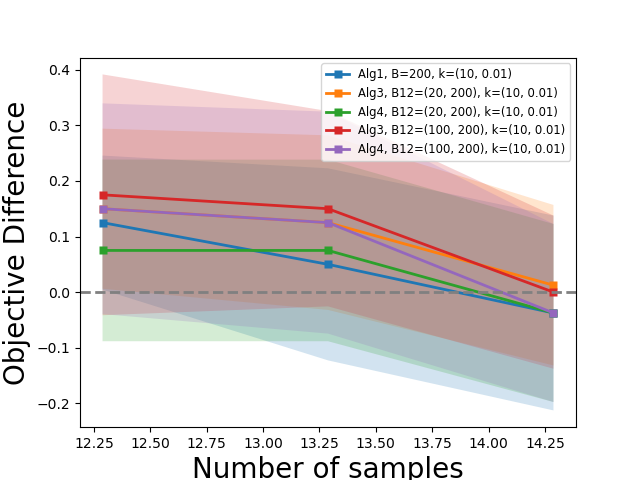 Alg1, B=200, k=(10, 0.01)
Alg3, B12=(20, 200), k=(10, 0.01)
Alg4, B12=(20, 200), k=(10, 0.01)
Alg3, B12=(100, 200), k=(10, 0.01)
Alg4, B12=(100, 200), k=(10, 0.01)
Objective Difference
0.4
0.3
0.2
0.1
0.0
−0.1
−0.2
12.25 12.50 12.75 13.00 13.25 13.50 13.75 14.00 14.25
Number of samples